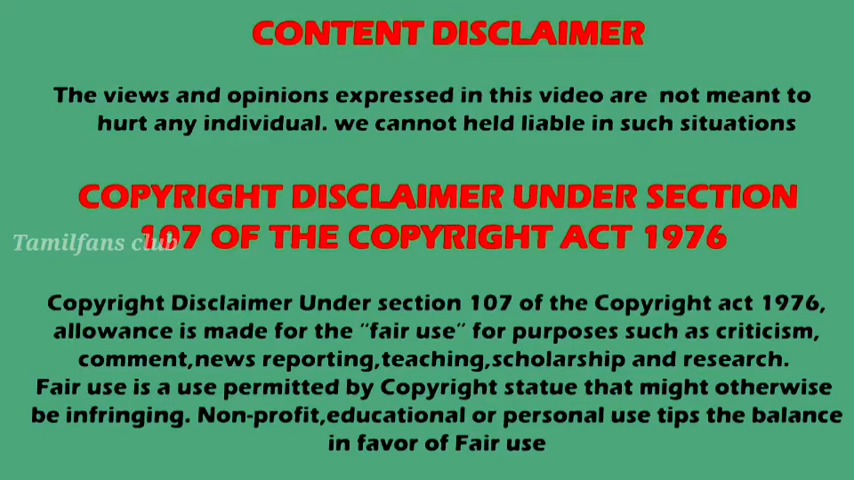 CONTENT DISCLAIMER
The views and opinions expressed in this video are not meant to
hurt any individual. we cannot held liable in such situations
COPYRIGHT DISCLAIMER UNDER SECTION
107 OF THE COPYRIGHT ACT 1976
Tamilfans club
Copyright Disclaimer Under section 107 of the Copyright act 1976,
allowance is made for the "fair use" for purposes such as criticism,
comment,news reporting,teaching,scholarship and research.
Fair use is a use permitted by Copyright statue that might otherwise
be infringing. Non-profit,educational or personal use tips the balance
in favor of Fair use